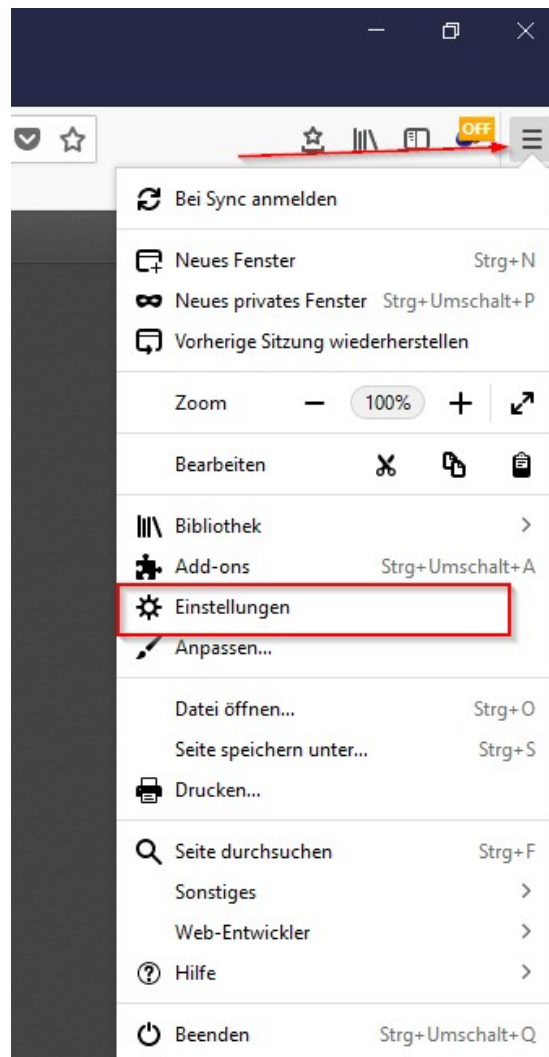 OFF
Bei Sync anmelden
Neues Fenster Strg+N
Neues privates Fenster Strg+Umschalt+P
Vorherige Sitzung wiederherstellen
Zoom 100%
Bearbeiten
Bibliothek
Add-ons Strg+Umschalt+A
Einstellungen
Anpassen...
Datei öffnen... Strg+O
Seite speichern unter... Strg+S
Drucken...
Seite durchsuchen Strg+F
Sonstiges
Web-Entwickler
Hilfe
Beenden Strg+Umschalt+Q